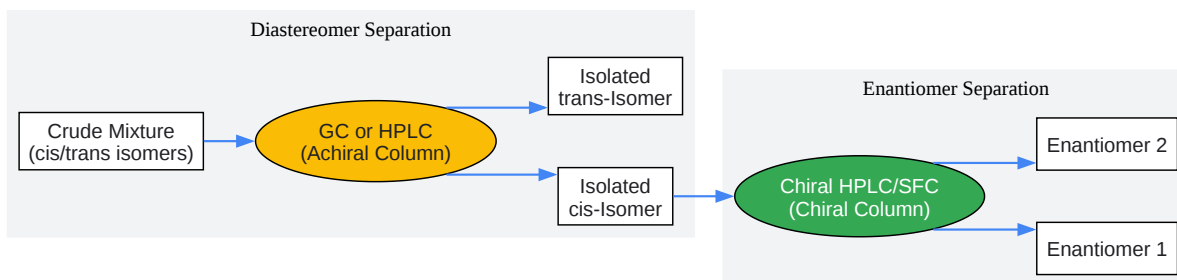 Diastereomer Separation
Crude Mixture
(cis/trans isomers)
GC or HPLC
(Achiral Column)
Isolated
trans-Isomer
Isolated
cis-Isomer
Enantiomer Separation
Chiral HPLC/SFC
(Chiral Column)
Enantiomer 2
Enantiomer 1